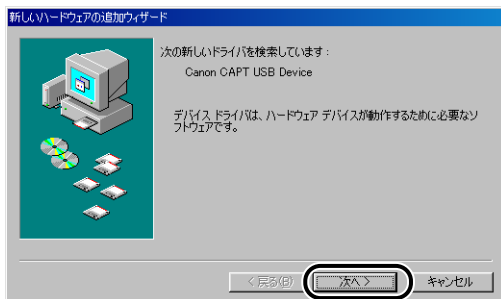 新しいハードウェアの追加ウィザード
次の新しいドライバを検索しています :
Canon CAPT USB Device
デバイス ドライバは、ハードウェア デバイスが動作するために必要なソ
フトウェアです。
< 戻る(B)
次へ >
キャンセル